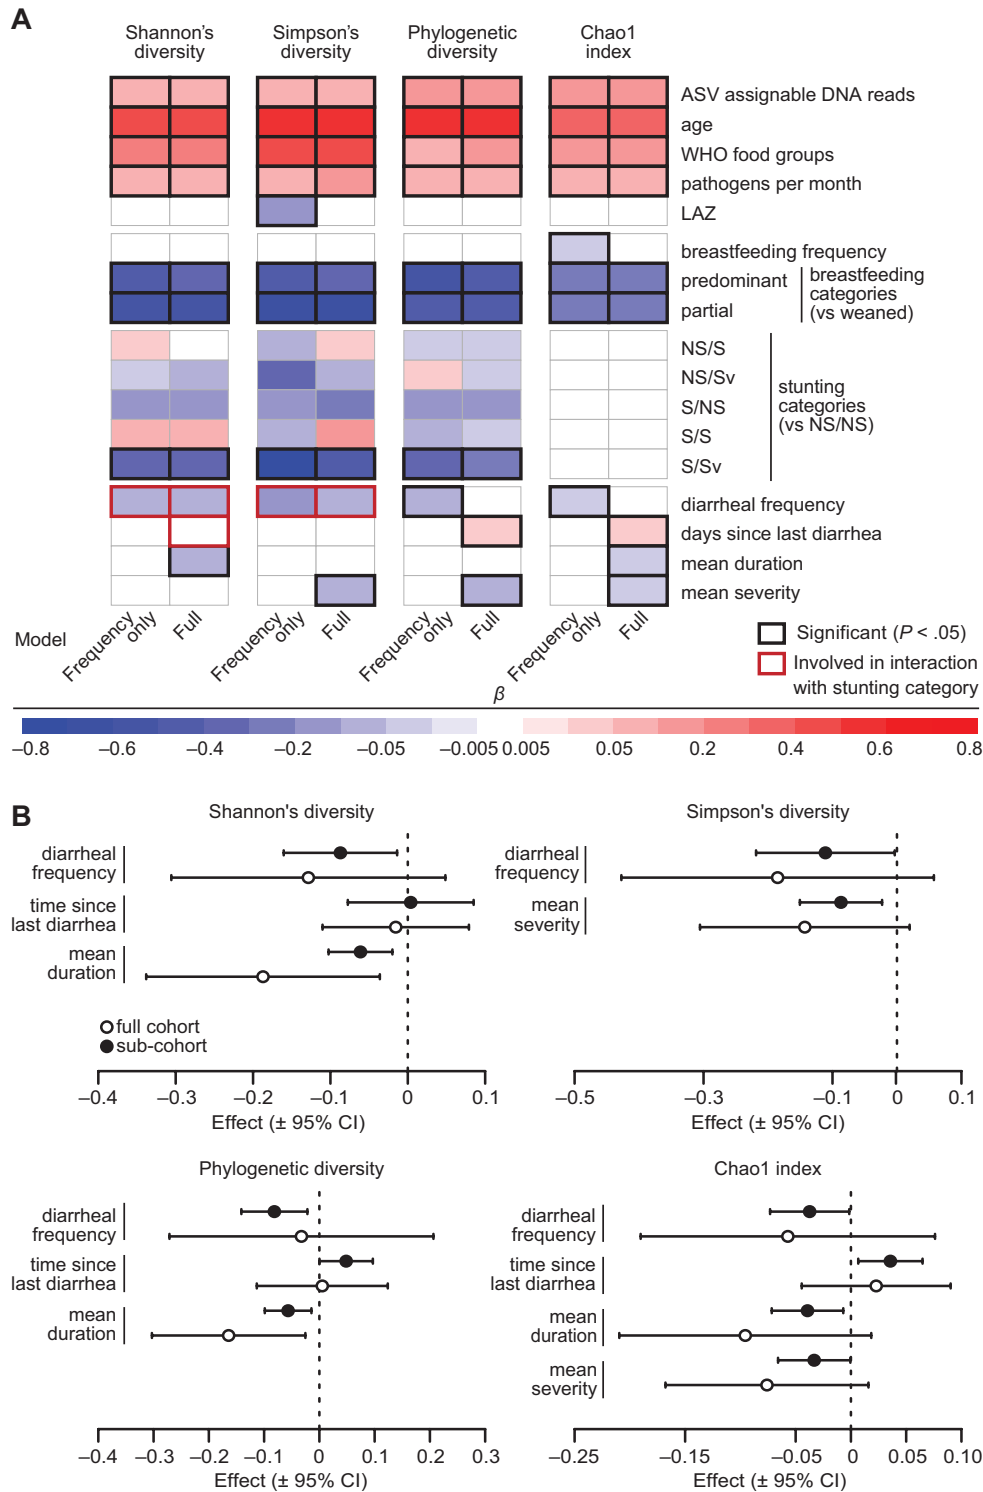 A
Shannon's diversity
Simpson's diversity
Phylogenetic diversity
Chao1 index
ASV assignable DNA reads
age
WHO food groups
pathogens per month
LAZ
breastfeeding frequency
predominant
partial
breastfeeding
categories
(vs weaned)
NS/S
NS/Sv
S/NS
S/S
S/Sv
stunting
categories
(vs NS/NS)
diarrheal frequency
days since last diarrhea
mean duration
mean severity
Model
Frequency only
Full
Frequency only
Full
Frequency only
Full
Frequency only
Full
Significant (P < .05)
Involved in interaction
with stunting category
β
−0.8 −0.6 −0.4 −0.2 −0.05 −0.005 0.005 0.05 0.2 0.4 0.6 0.8
B
Shannon's diversity
diarrheal
frequency
time since
last diarrhea
mean
duration
full cohort
sub-cohort
−0.4 −0.3 −0.2 −0.1 0 0.1
Effect (± 95% CI)
Simpson's diversity
diarrheal
frequency
mean
severity
−0.5 −0.3 −0.1 0 0.1
Effect (± 95% CI)
Phylogenetic diversity
diarrheal
frequency
time since
last diarrhea
mean
duration
−0.4 −0.3 −0.2 −0.1 0 0.1 0.2 0.3
Effect (± 95% CI)
Chao1 index
diarrheal
frequency
time since
last diarrhea
mean
duration
mean
severity
−0.25 −0.15 −0.05 0 0.05 0.10
Effect (± 95% CI)